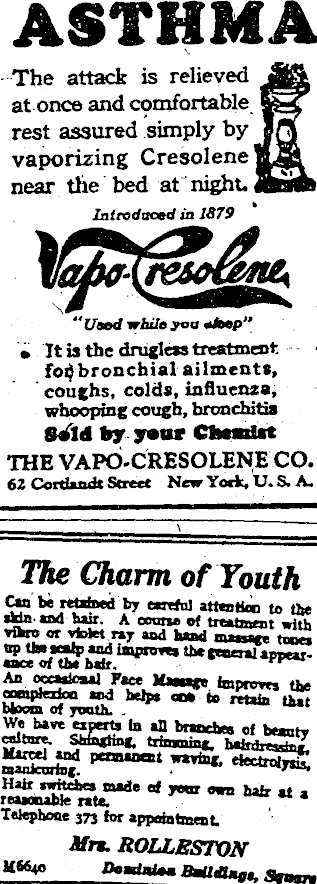 ASTHMA
The attack is relieved
at once and comfortable
rest assured simply by
vaporizing Cresolene
near the bed at night.
Introduced in 1879
Vapo-Cresolene
"Used while you sleep"
It is the drugless treatment
for bronchial ailments,
coughs, colds, influenza,
whooping cough, bronchitis
Sold by your Chemist
THE VAPO-CRESOLENE CO.
62 Cortlandt Street New York, U. S. A.
The Charm of Youth
Can be retained by careful attention to the
skin and hair. A course of treatment with
vibro or violet ray and hand massage tones
up the scalp and improves the general appear-
ance of the hair.
An occasional Face Massage improves the
complexion and helps one to retain that
bloom of youth.
We have experts in all branches of beauty
culture. Shingling, trimming, hairdressing,
Marcel and permanent waving, electrolysis,
manicuring.
Hair switches made of your own hair at a
reasonable rate.
Telephone 373 for appointment.
Mrs. ROLLESTON
M6640 Dominion Buildings, Square